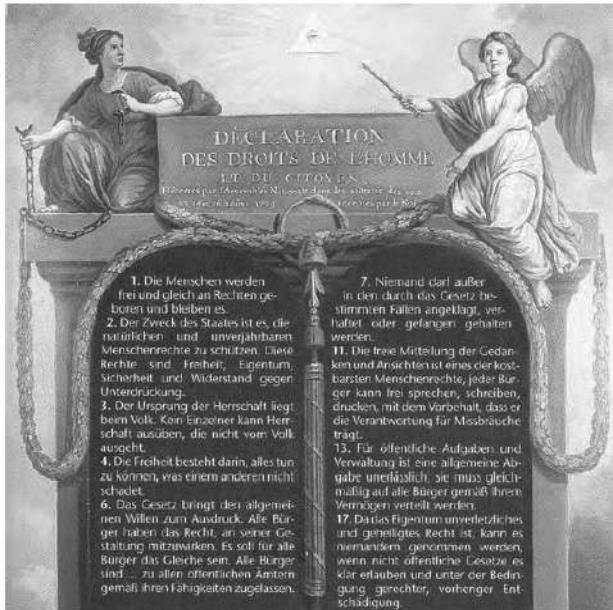 DÉCLARATION
DES DROITS DE L'HOMME
ET DU CITOYEN,
1. Die Menschen werden
frei und gleich an Rechten ge-
boren und bleiben es.
2. Der Zweck des Staates ist es, die
natürlichen und unverjährbaren
Menschenrechte zu schützen. Diese
Rechte sind Freiheit, Eigentum,
Sicherheit und Widerstand gegen
Unterdrückung.
3. Der Ursprung der Herrschaft liegt
beim Volk. Kein Einzelner kann Herr-
schaft ausüben, die nicht vom Volk
ausgeht.
4. Die Freiheit besteht darin, alles tun
zu können, was einem anderen nicht
schadet.
6. Das Gesetz bringt den allgemei-
nen Willen zum Ausdruck. Alle Bür-
ger haben das Recht, an seiner Ge-
staltung mitzuwirken. Es soll für alle
Bürger das Gleiche sein. Alle Bürger
sind ... zu allen öffentlichen Ämtern
gemäß ihren Fähigkeiten zugelassen.
7. Niemand darf außer
in den durch das Gesetz be-
stimmten Fällen angeklagt, ver-
haftet oder gefangen gehalten
werden.
11. Die freie Mitteilung der Gedan-
ken und Ansichten ist eines der kost-
barsten Menschenrechte, jeder Bür-
ger kann frei sprechen, schreiben,
drucken, mit dem Vorbehalt, dass er
die Verantwortung für Missbräuche
trägt.
13. Für öffentliche Aufgaben und
Verwaltung ist eine allgemeine Ab-
gabe unerlässlich, sie muss gleich-
mäßig auf alle Bürger gemäß ihrem
Vermögen verteilt werden.
17. Da das Eigentum unverletzliches
und geheiligtes Recht ist, kann es
niemandem genommen werden,
wenn nicht öffentliche Gesetze es
klar erlauben und unter der Bedin-
gung gerechter, vorheriger Ent-
schädigung.